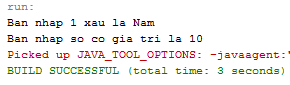 run:
Ban nhap 1 xau la Nam
Ban nhap so co gia tri la 10
Picked up JAVA_TOOL_OPTIONS: -javaagent:'
BUILD SUCCESSFUL (total time: 3 seconds)